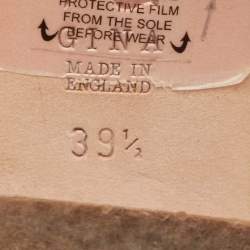 PROTECTIVE FILM
FROM THE SOLE
BEFORE WEAR
GINA
MADE IN
ENGLAND
39½